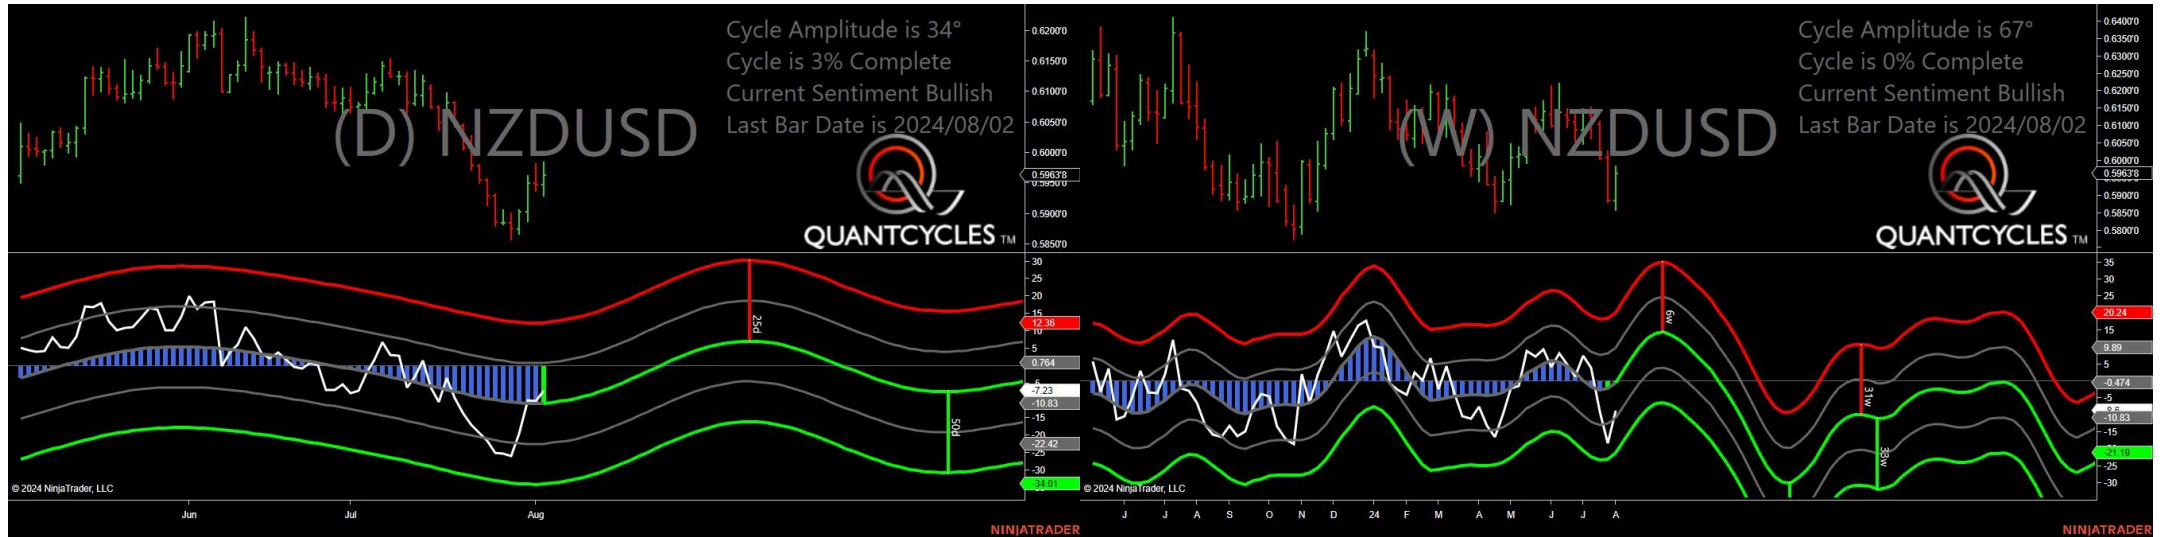 Cycle Amplitude is 34°
Cycle is 3% Complete
Current Sentiment Bullish
Last Bar Date is 2024/08/02
(D) NZDUSD
QUANTCYCLES TM
0.6200'0
0.6150'0
0.6100'0
0.6050'0
0.6000'0
0.5963'8
0.5950'0
0.5900'0
0.5850'0
30
25
20
15
12.36
10
5
0.764
-7.23
-10.83
-15
-20
-22.42
-25
-30
-34.01
25d
50d
© 2024 NinjaTrader, LLC
Jun
Jul
Aug
NINJATRADER
Cycle Amplitude is 67°
Cycle is 0% Complete
Current Sentiment Bullish
Last Bar Date is 2024/08/02
(W) NZDUSD
QUANTCYCLES TM
0.6400'0
0.6350'0
0.6300'0
0.6250'0
0.6200'0
0.6150'0
0.6100'0
0.6050'0
0.6000'0
0.5963'8
0.5900'0
0.5850'0
0.5800'0
35
30
25
20.24
15
9.89
5
-0.474
-5
-8.6
-10.83
-15
-21.19
-25
-30
6w
31w
33w
© 2024 NinjaTrader, LLC
J
J
A
S
O
N
D
24
F
M
A
M
J
J
A
NINJATRADER